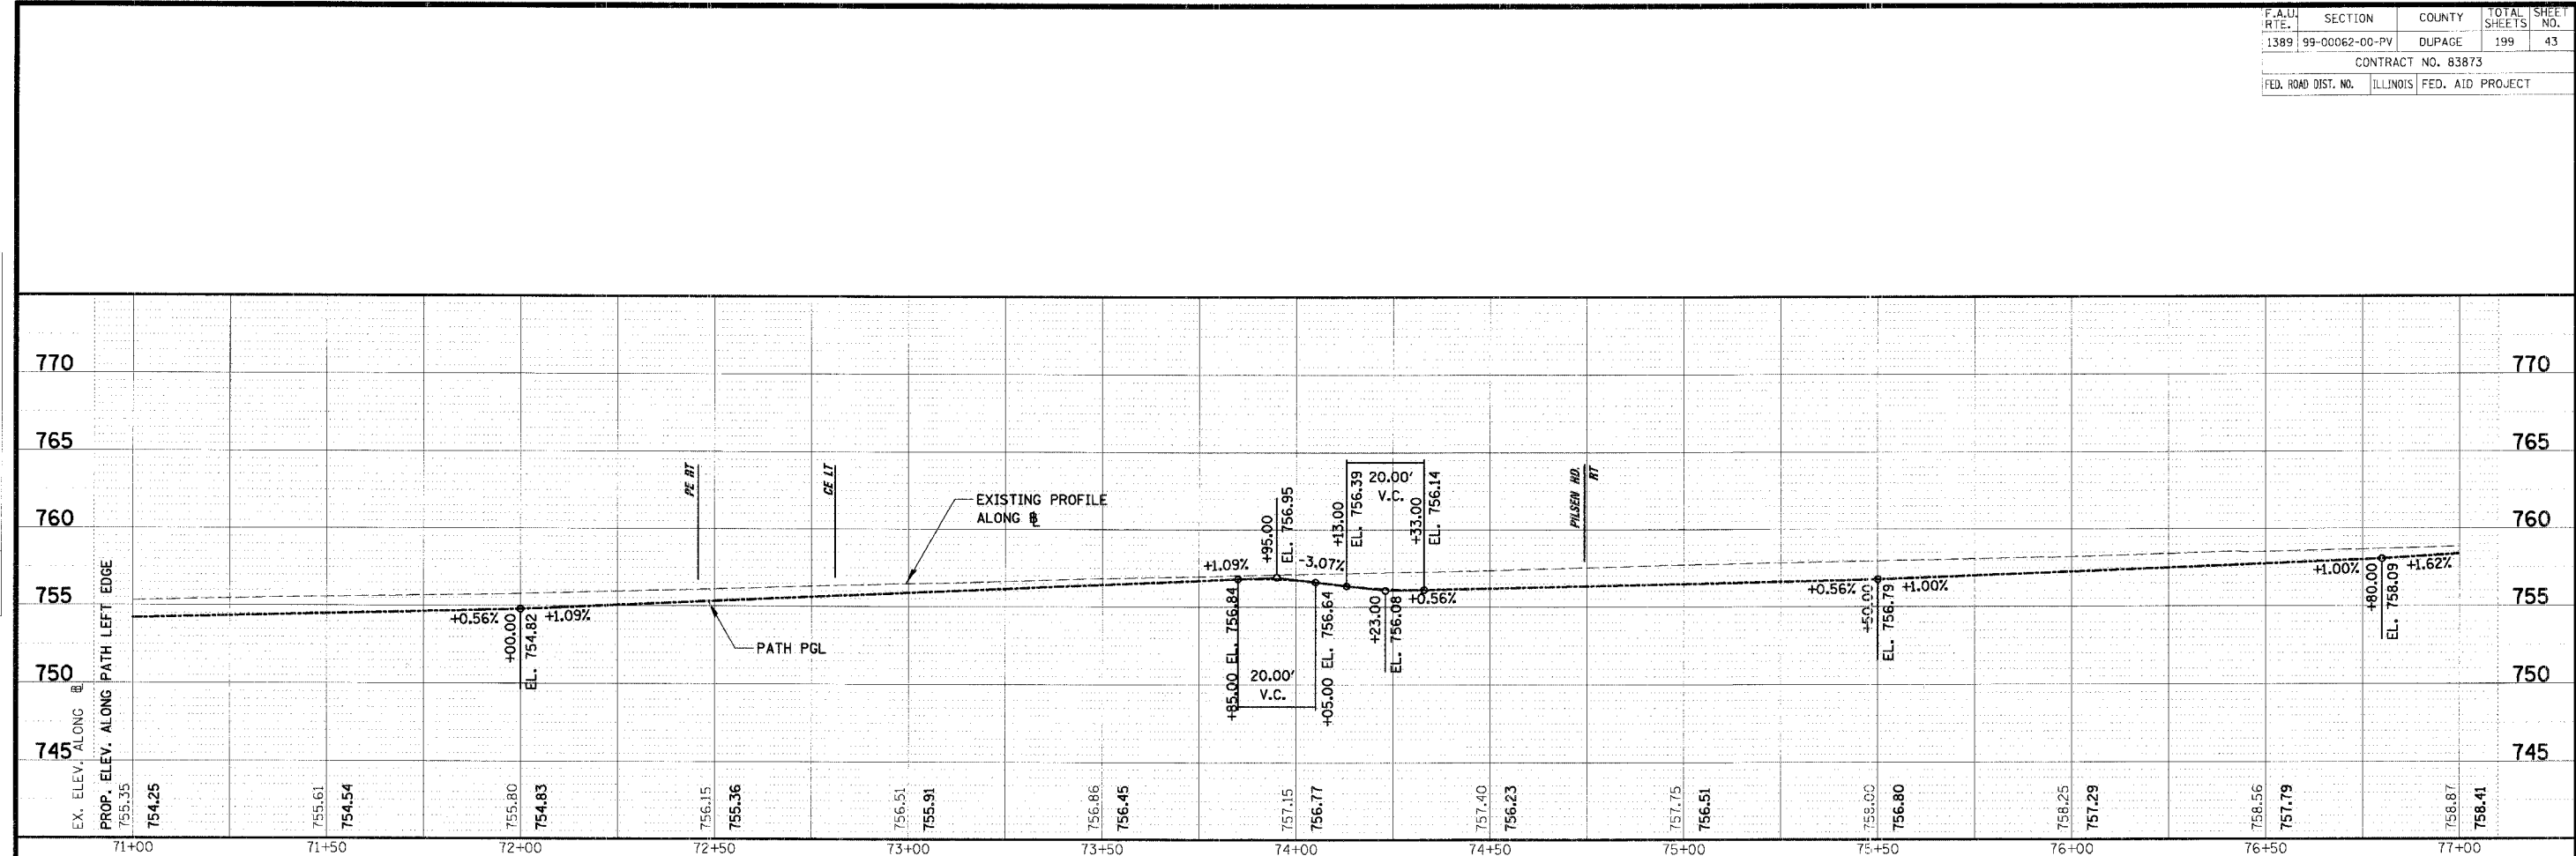 F.A.U. RTE. SECTION COUNTY TOTAL SHEETS SHEET NO.
1389 99-00062-00-PV DUPAGE 199 43
CONTRACT NO. 83873
FED. ROAD DIST. NO. ILLINOIS FED. AID PROJECT
770 770
765 765
760 760
755 755
750 750
745 745
PE RT
CE LT
EXISTING PROFILE
ALONG
PATH PGL
+0.56%
+00.00
EL. 754.82
+1.09%
+1.09%
+85.00 EL. 756.84
20.00'
V.C.
+95.00
EL. 756.95
-3.07%
+05.00 EL. 756.64
+13.00
EL. 756.39
20.00'
V.C.
+23.00
EL. 756.08
+33.00
EL. 756.14
+0.56%
PILSEN RD.
RT
+0.56%
+50.00
EL. 756.79
+1.00%
+1.00%
+80.00
EL. 758.09
+1.62%
EX. ELEV. ALONG
PROP. ELEV. ALONG PATH LEFT EDGE
755.35 754.25
755.61 754.54
755.80 754.83
756.15 755.36
756.51 755.91
756.86 756.45
757.15 756.77
757.40 756.23
757.75 756.51
758.00 756.80
758.25 757.29
758.56 757.79
758.87 758.41
71+00 71+50 72+00 72+50 73+00 73+50 74+00 74+50 75+00 75+50 76+00 76+50 77+00